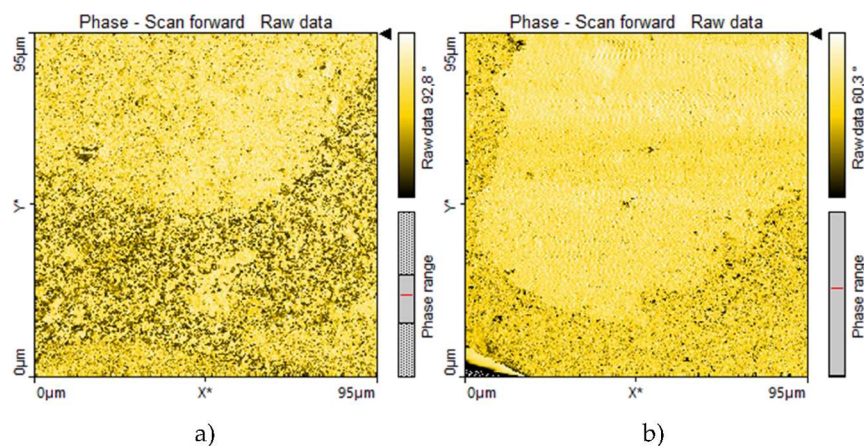 Phase - Scan forward Raw data
95µm
Y*
0µm
0µm
X*
95µm
Raw data 92,8 °
Phase range
a)
Phase - Scan forward Raw data
95µm
Y*
0µm
0µm
X*
95µm
Raw data 60,3 °
Phase range
b)